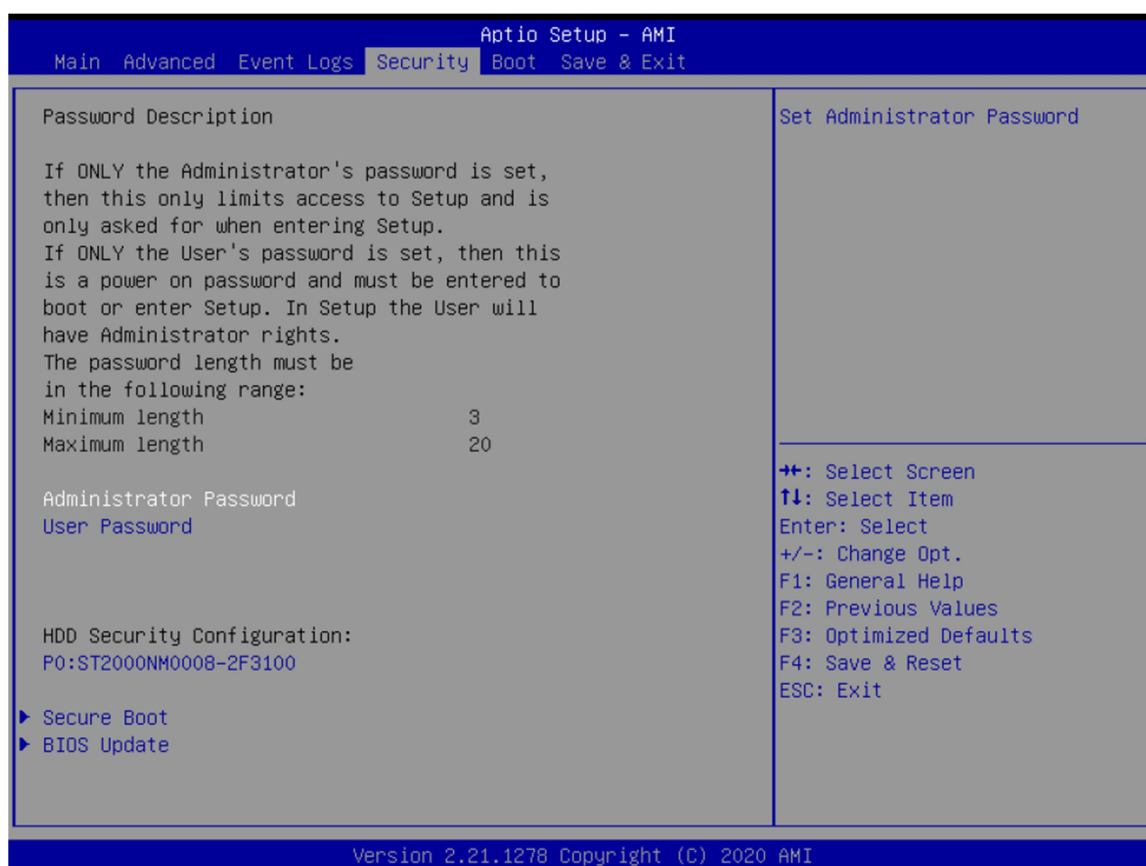 Aptio Setup - AMI
Main Advanced Event Logs Security Boot Save & Exit
Password Description
If ONLY the Administrator's password is set,
then this only limits access to Setup and is
only asked for when entering Setup.
If ONLY the User's password is set, then this
is a power on password and must be entered to
boot or enter Setup. In Setup the User will
have Administrator rights.
The password length must be
in the following range:
Minimum length 3
Maximum length 20
Administrator Password
User Password
HDD Security Configuration:
P0:ST2000NM0008-2F3100
Secure Boot
BIOS Update
Set Administrator Password
→←: Select Screen
↑↓: Select Item
Enter: Select
+/-: Change Opt.
F1: General Help
F2: Previous Values
F3: Optimized Defaults
F4: Save & Reset
ESC: Exit
Version 2.21.1278 Copyright (C) 2020 AMI